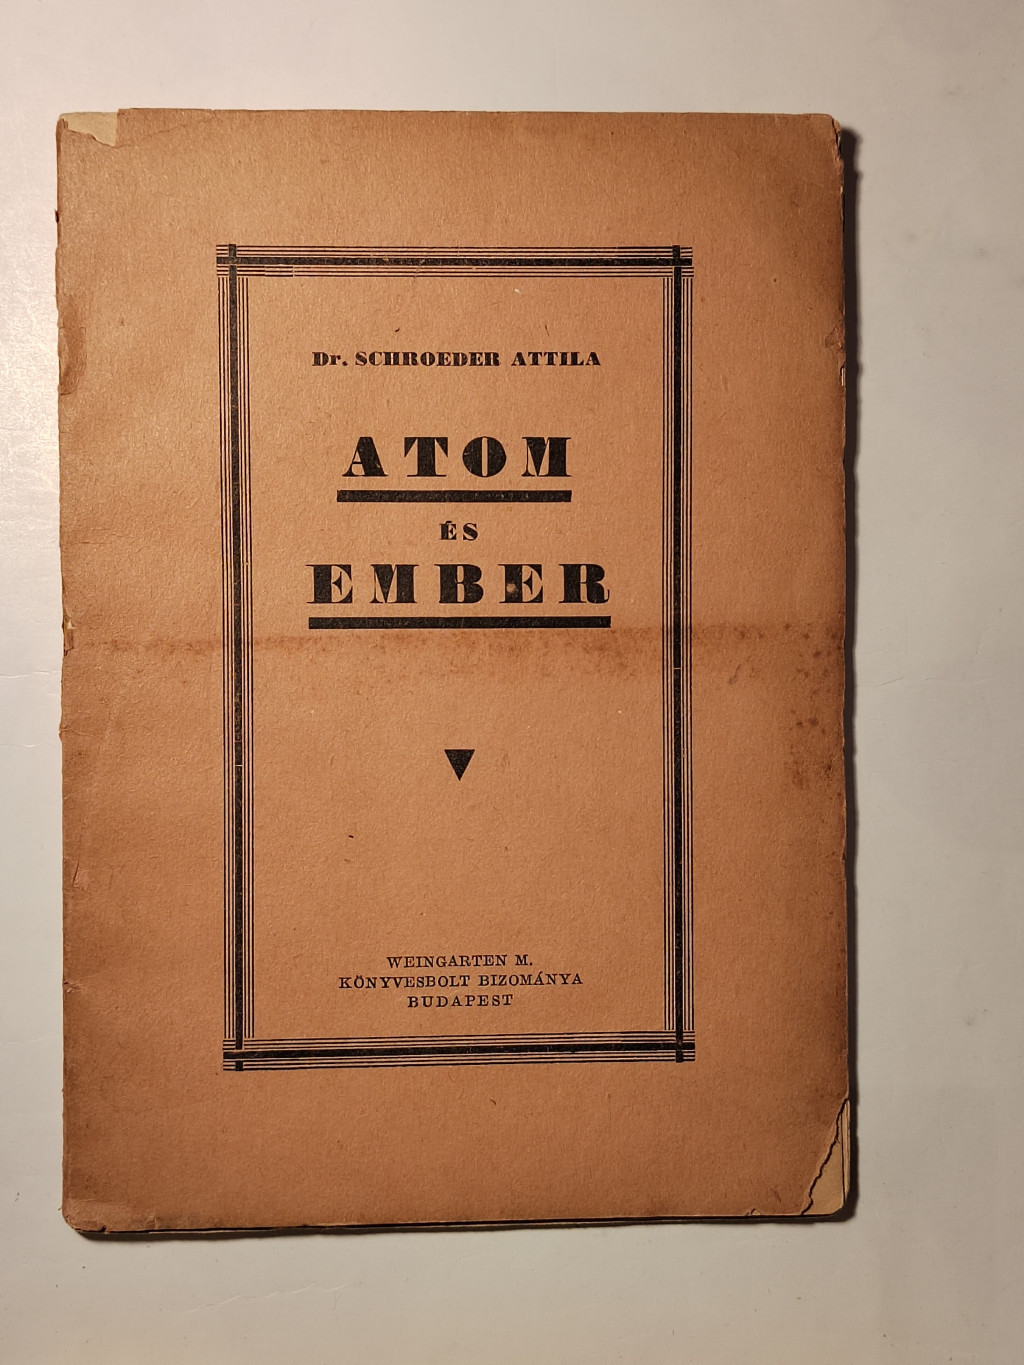 Dr. SCHROEDER ATTILA
ATOM
ÉS
EMBER
WEINGARTEN M.
KÖNYVESBOLT BIZOMÁNYA
BUDAPEST